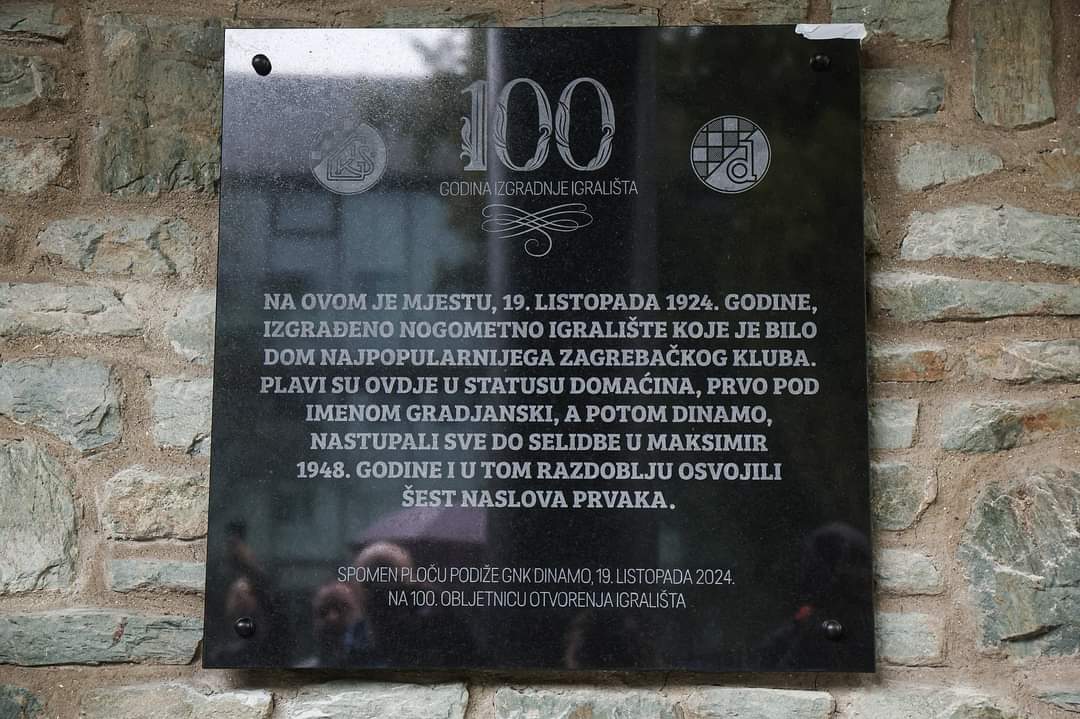 100
GODINA IZGRADNJE IGRALIŠTA
NA OVOM JE MJESTU, 19. LISTOPADA 1924. GODINE,
IZGRAĐENO NOGOMETNO IGRALIŠTE KOJE JE BILO
DOM NAJPOPULARNIJEGA ZAGREBAČKOG KLUBA.
PLAVI SU OVDJE U STATUSU DOMAĆINA, PRVO POD
IMENOM GRADJANSKI, A POTOM DINAMO,
NASTUPALI SVE DO SELIDBE U MAKSIMIR
1948. GODINE I U TOM RAZDOBLJU OSVOJILI
ŠEST NASLOVA PRVAKA.
SPOMEN PLOČU PODIŽE GNK DINAMO, 19. LISTOPADA 2024.
NA 100. OBLJETNICU OTVORENJA IGRALIŠTA